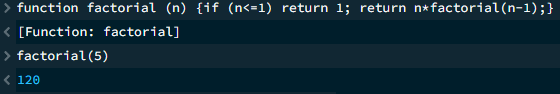 > function factorial (n) {if (n<=1) return 1; return n*factorial(n-1);}
< [Function: factorial]
> factorial(5)
< 120